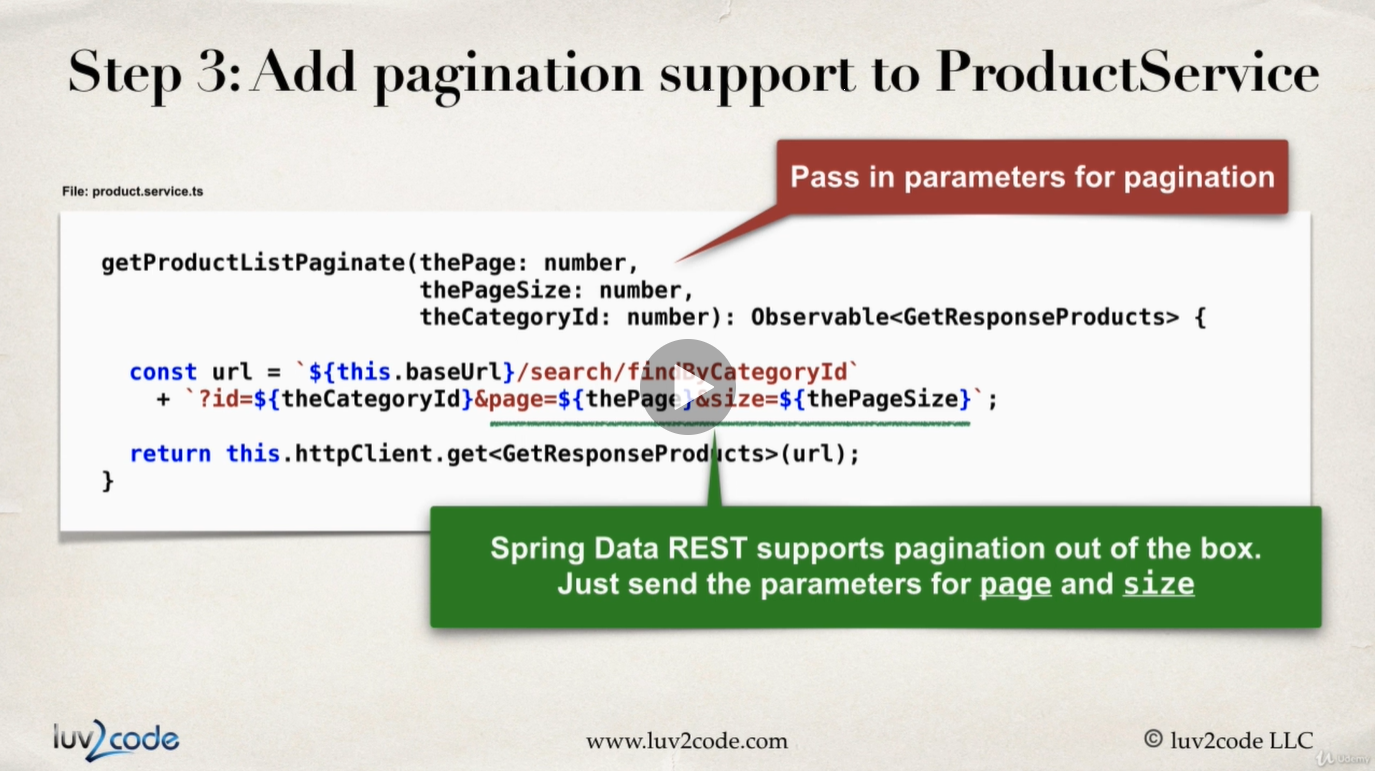 Step 3: Add pagination support to ProductService
Pass in parameters for pagination
File: product.service.ts
getProductListPaginate(thePage: number,
thePageSize: number,
theCategoryId: number): Observable<GetResponseProducts> {
const url = `${this.baseUrl}/search/findByCategoryId`
+ `?id=${theCategoryId}&page=${thePage}&size=${thePageSize}`;
return this.httpClient.get<GetResponseProducts>(url);
}
Spring Data REST supports pagination out of the box.
Just send the parameters for page and size
luv2code
www.luv2code.com
© luv2code LLC
Udemy